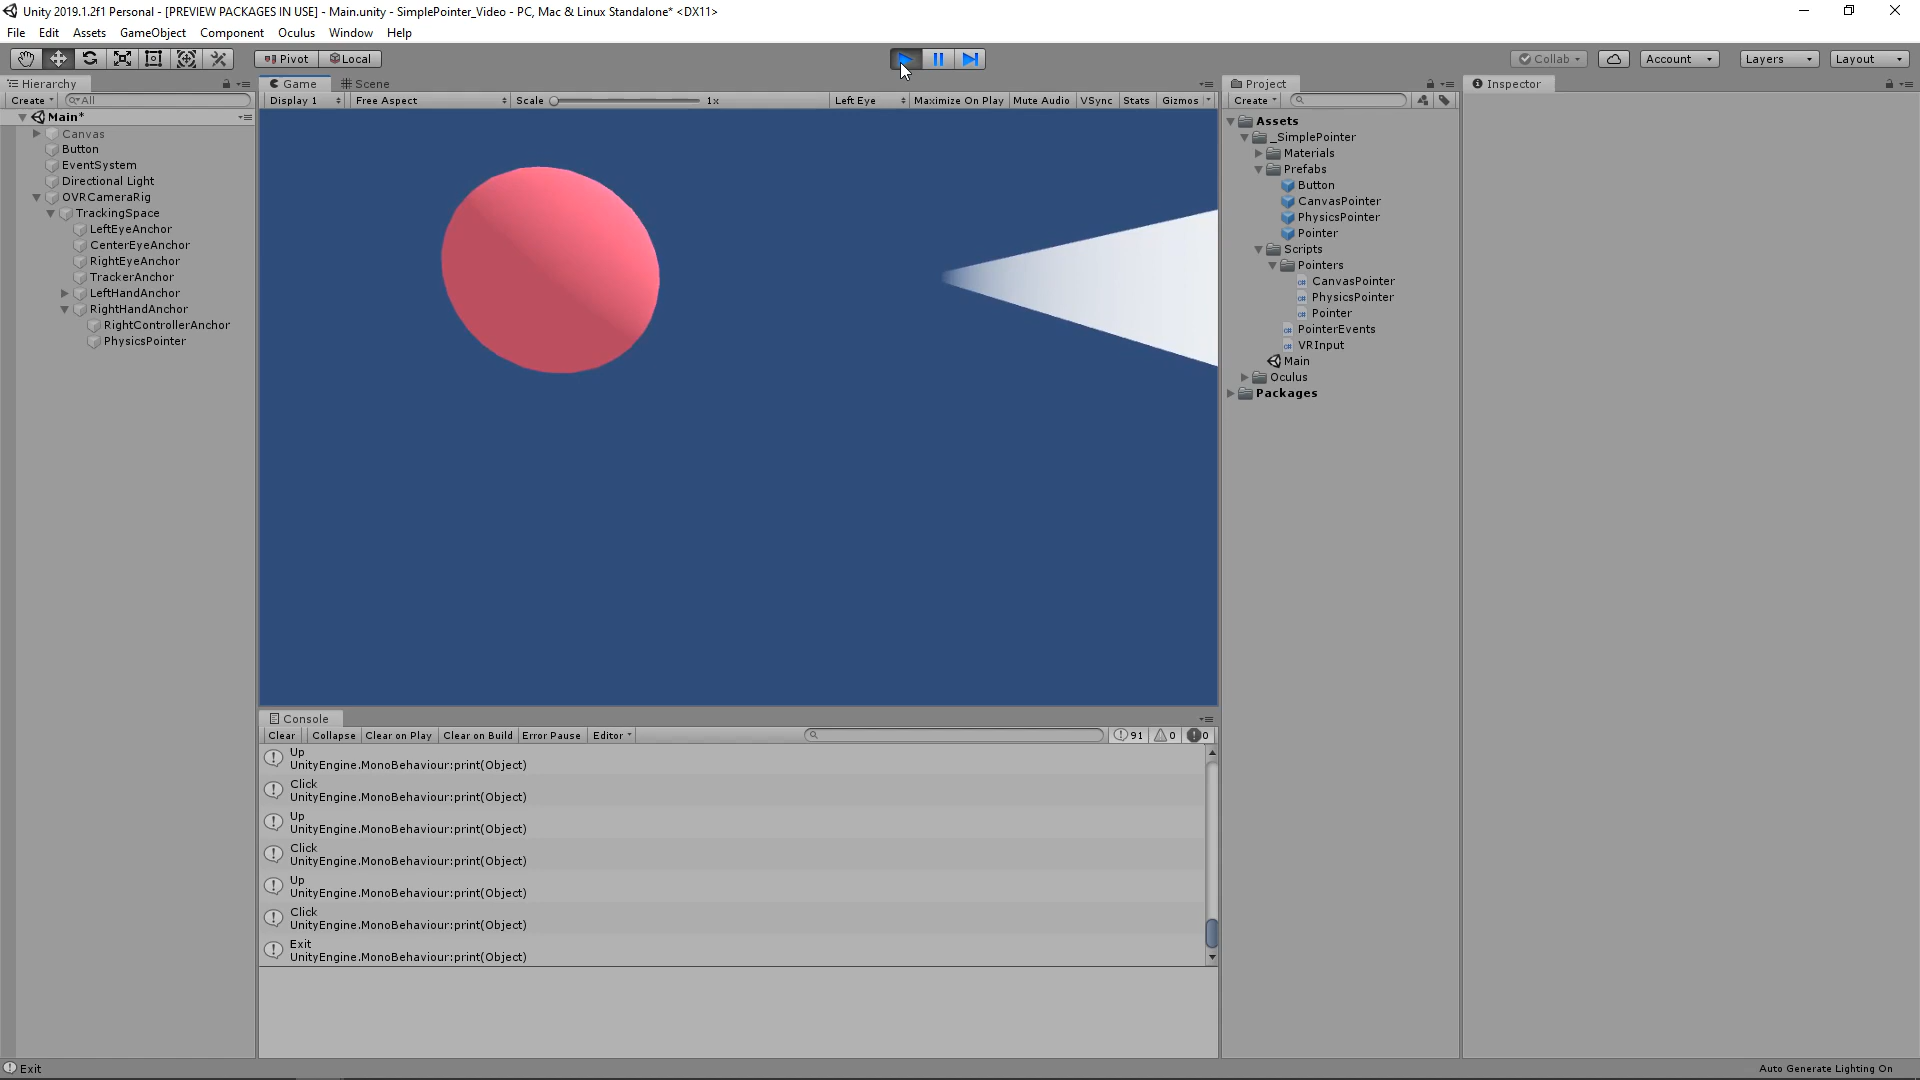 Unity 2019.1.2f1 Personal - [PREVIEW PACKAGES IN USE] - Main.unity - SimplePointer_Video - PC, Mac & Linux Standalone* <DX11>
File Edit Assets GameObject Component Window Help
Pivot Local Collab Account Layers Layout
Hierarchy
Create All
Main*
Canvas
Button
EventSystem
Directional Light
OVRCameraRig
TrackingSpace
LeftEyeAnchor
CenterEyeAnchor
RightEyeAnchor
TrackerAnchor
LeftHandAnchor
RightHandAnchor
RightControllerAnchor
PhysicsPointer
Game Scene
Display 1 Free Aspect Scale 1x Left Eye Maximize On Play Mute Audio VSync Stats Gizmos
Console
Clear Collapse Clear on Play Clear on Build Error Pause Editor 91 0 0
Up
UnityEngine.MonoBehaviour:print(Object)
Click
UnityEngine.MonoBehaviour:print(Object)
Up
UnityEngine.MonoBehaviour:print(Object)
Click
UnityEngine.MonoBehaviour:print(Object)
Up
UnityEngine.MonoBehaviour:print(Object)
Click
UnityEngine.MonoBehaviour:print(Object)
Exit
UnityEngine.MonoBehaviour:print(Object)
Project
Create
Assets
_SimplePointer
Materials
Prefabs
Button
CanvasPointer
PhysicsPointer
Pointer
Scripts
Pointers
CanvasPointer
PhysicsPointer
Pointer
PointerEvents
VRInput
Main
Oculus
Packages
Inspector
Exit
Auto Generate Lighting On